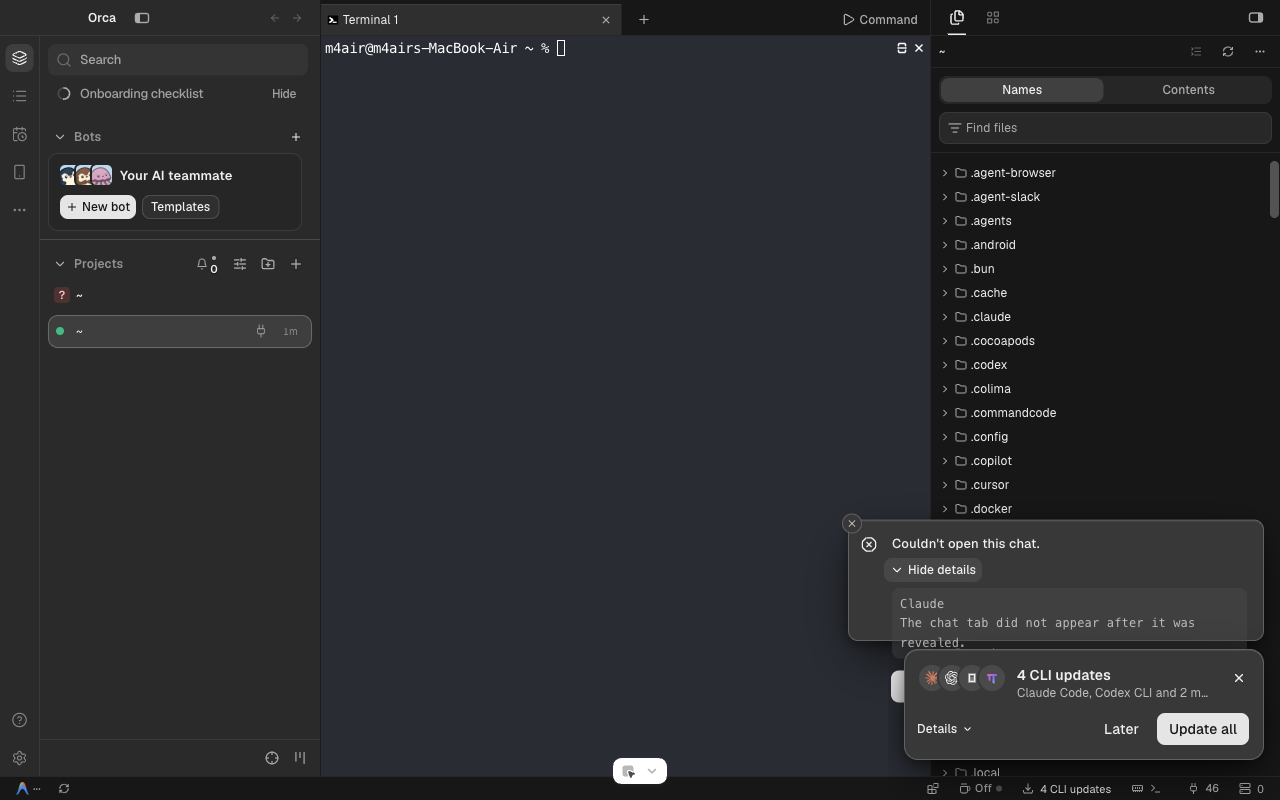 Orca
Terminal 1
Command
Search
Onboarding checklist
Hide
Bots
Your AI teammate
New bot
Templates
Projects
0
? ~
~
1m
m4air@m4airs-MacBook-Air ~ %
~
Names
Contents
Find files
.agent-browser
.agent-slack
.agents
.android
.bun
.cache
.claude
.cocoapods
.codex
.colima
.commandcode
.config
.copilot
.cursor
.docker
Couldn't open this chat.
Hide details
Claude
The chat tab did not appear after it was
revealed.
4 CLI updates
Claude Code, Codex CLI and 2 m…
Details
Later
Update all
.local
Off
4 CLI updates
46
0